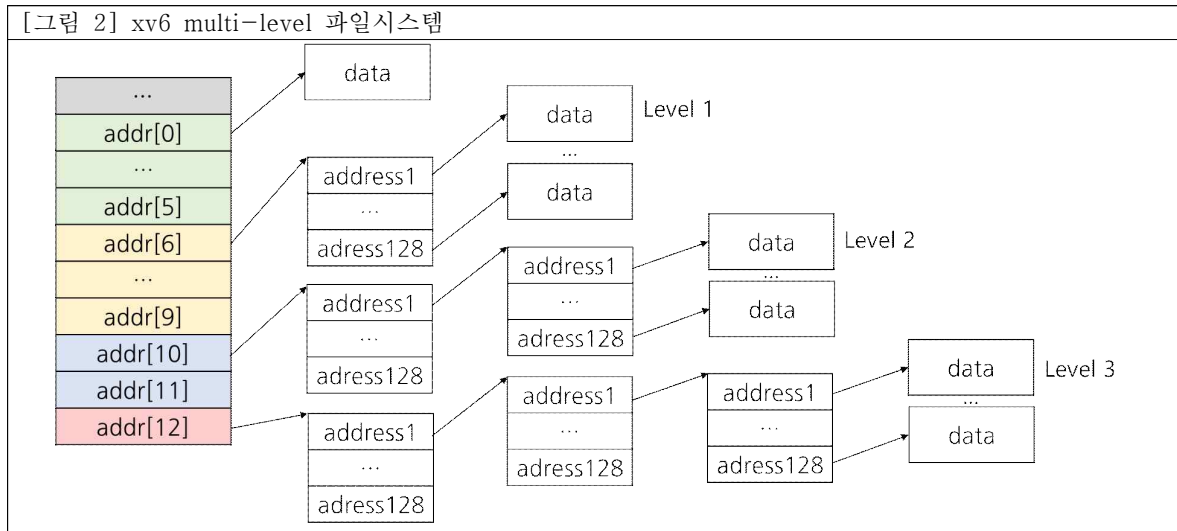 [그림 2] xv6 multi-level 파일시스템
...
addr[0]
...
addr[5]
addr[6]
...
addr[9]
addr[10]
addr[11]
addr[12]
data
address1
...
adress128
data
...
data
Level 1
address1
...
adress128
address1
...
adress128
data
...
data
Level 2
address1
...
adress128
address1
...
adress128
address1
...
adress128
data
...
data
Level 3